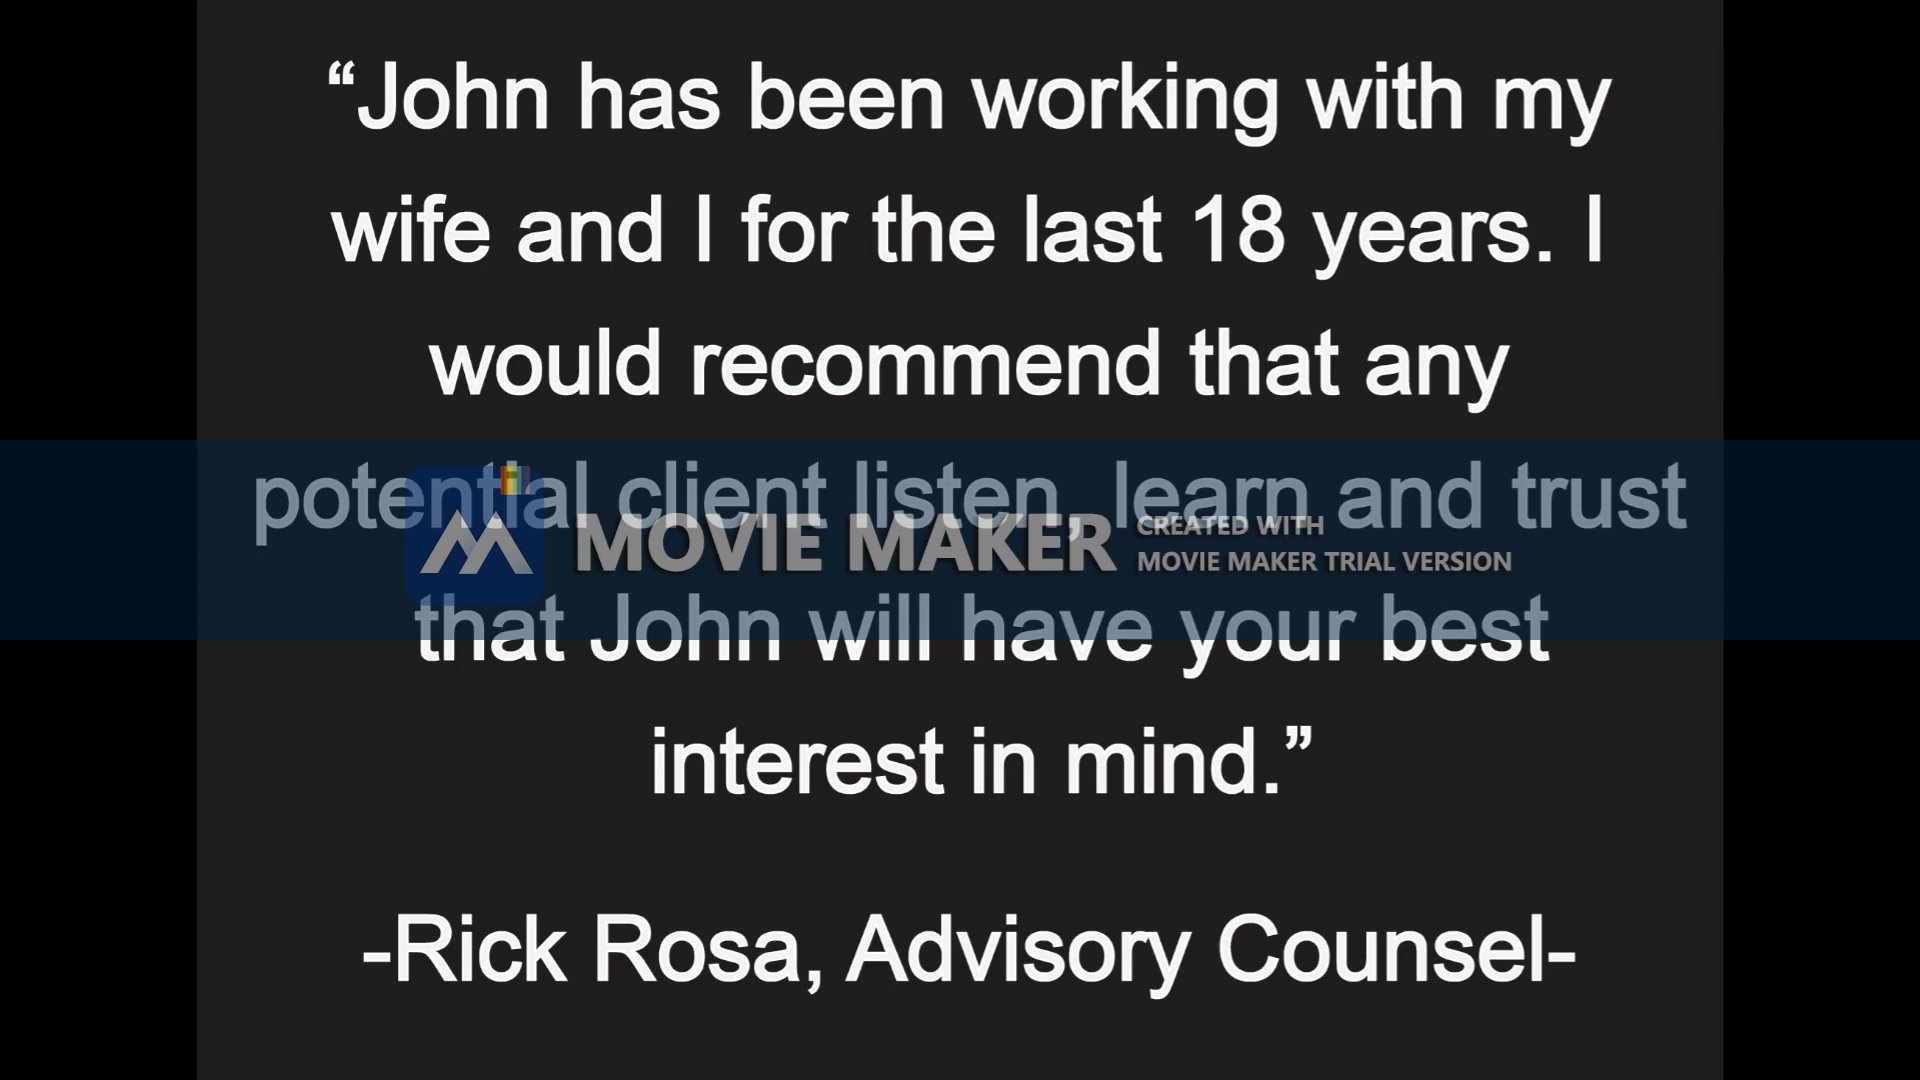 “John has been working with my
wife and I for the last 18 years. I
would recommend that any
potential client listen, learn and trust
MOVIE MAKER
CREATED WITH
MOVIE MAKER TRIAL VERSION
that John will have your best
interest in mind.”
-Rick Rosa, Advisory Counsel-